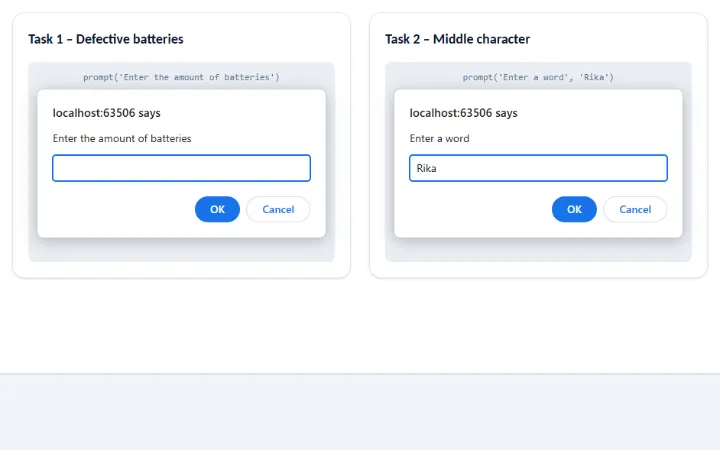 Task 1 – Defective batteries
prompt('Enter the amount of batteries')
localhost:63506 says
Enter the amount of batteries
OK
Cancel
Task 2 – Middle character
prompt('Enter a word', 'Rika')
localhost:63506 says
Enter a word
Rika
OK
Cancel